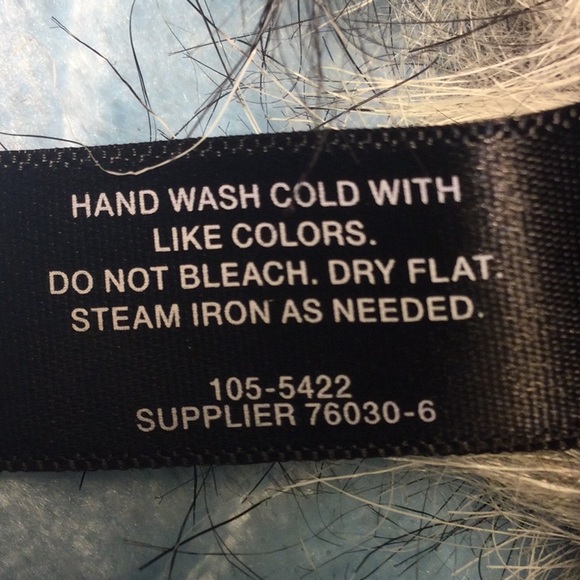 HAND WASH COLD WITH
LIKE COLORS.
DO NOT BLEACH. DRY FLAT.
STEAM IRON AS NEEDED.
105-5422
SUPPLIER 76030-6